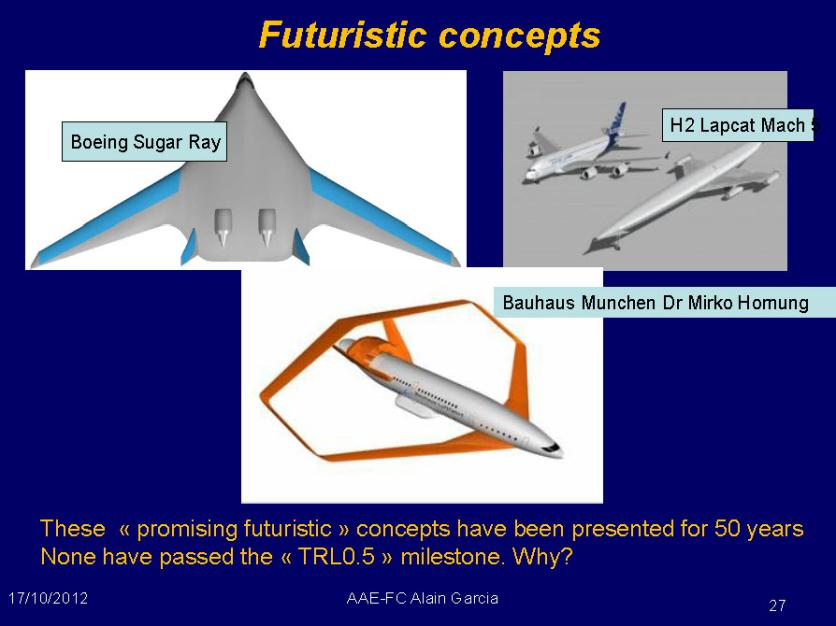 Futuristic concepts
Boeing Sugar Ray
H2 Lapcat Mach 5
Bauhaus Munchen Dr Mirko Hornung
These « promising futuristic » concepts have been presented for 50 years
None have passed the « TRL0.5 » milestone. Why?
17/10/2012
AAE-FC Alain Garcia
27